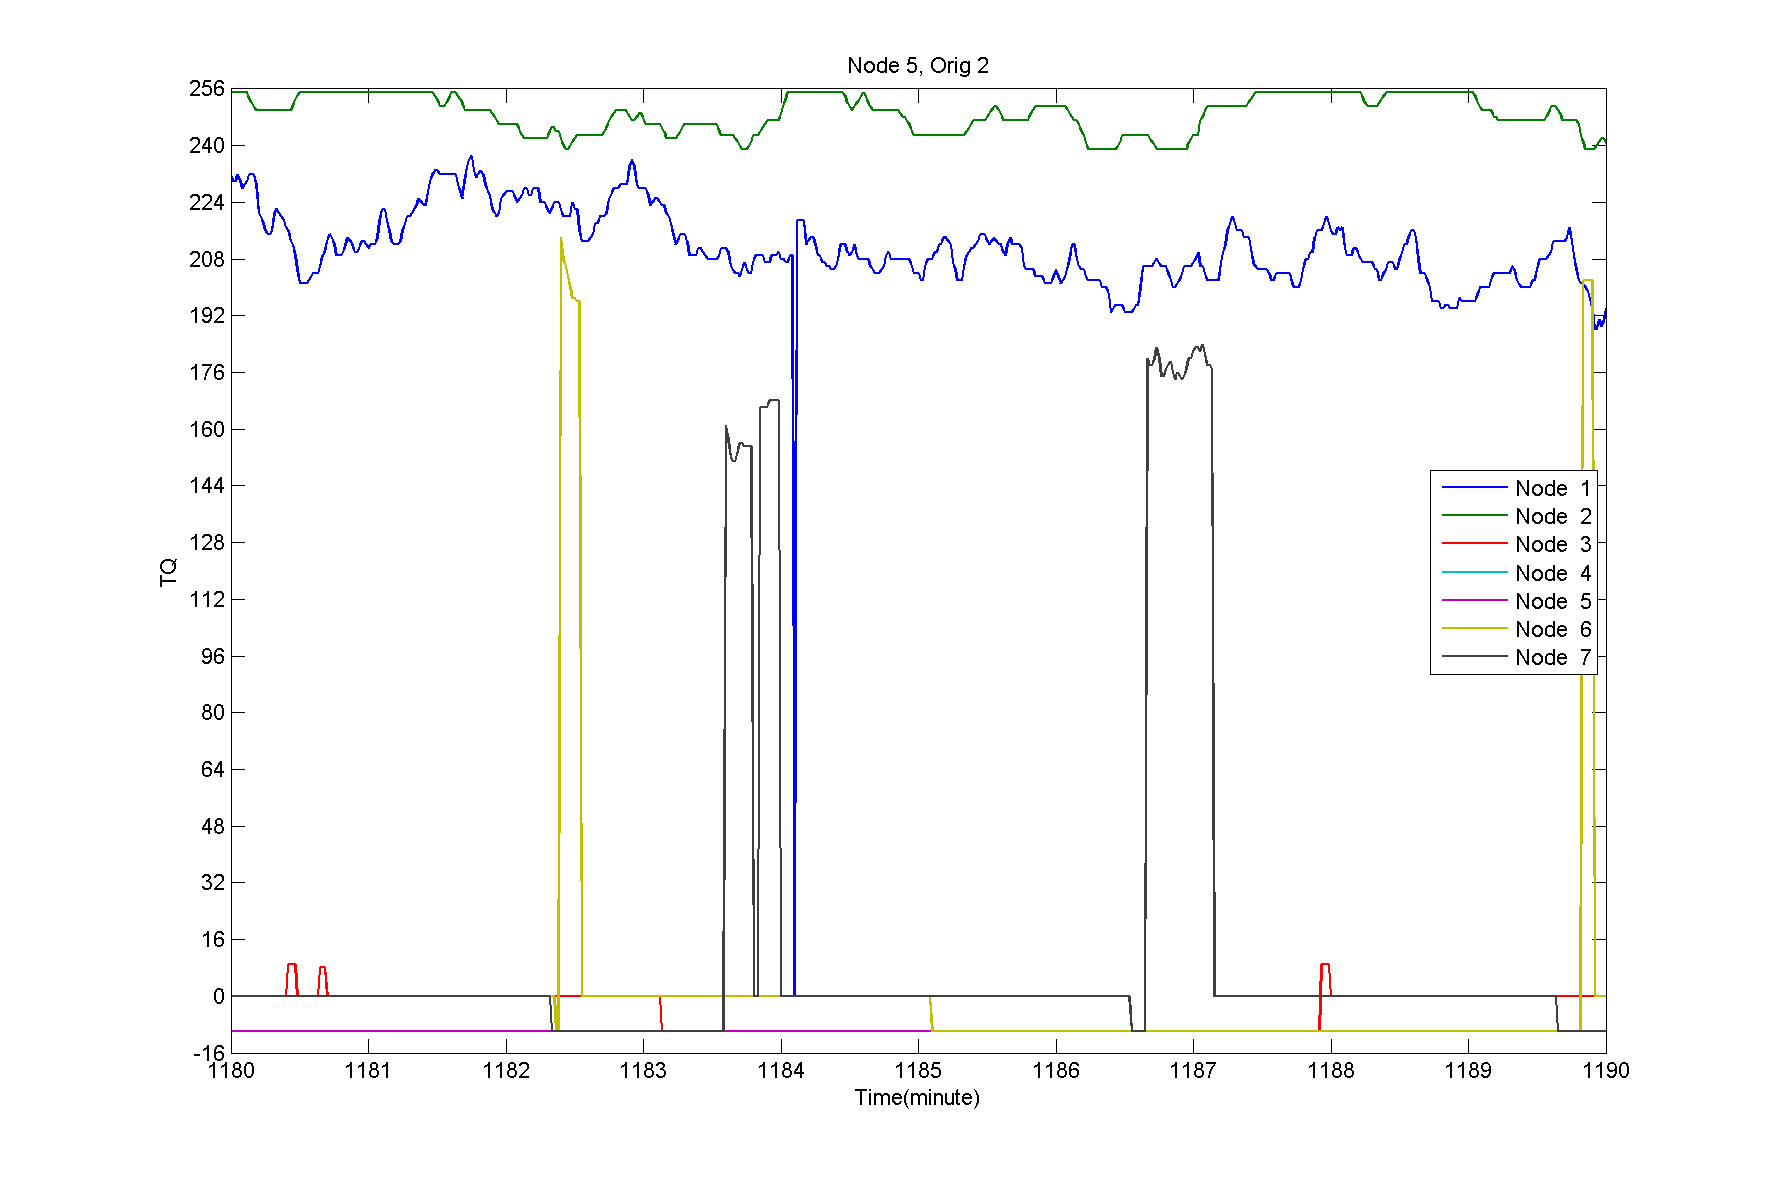 Node 5, Orig 2
256
240
224
208
192
176
160
144
128
112
96
80
64
48
32
16
0
-16
TQ
Node 1
Node 2
Node 3
Node 4
Node 5
Node 6
Node 7
1180 1181 1182 1183 1184 1185 1186 1187 1188 1189 1190
Time(minute)